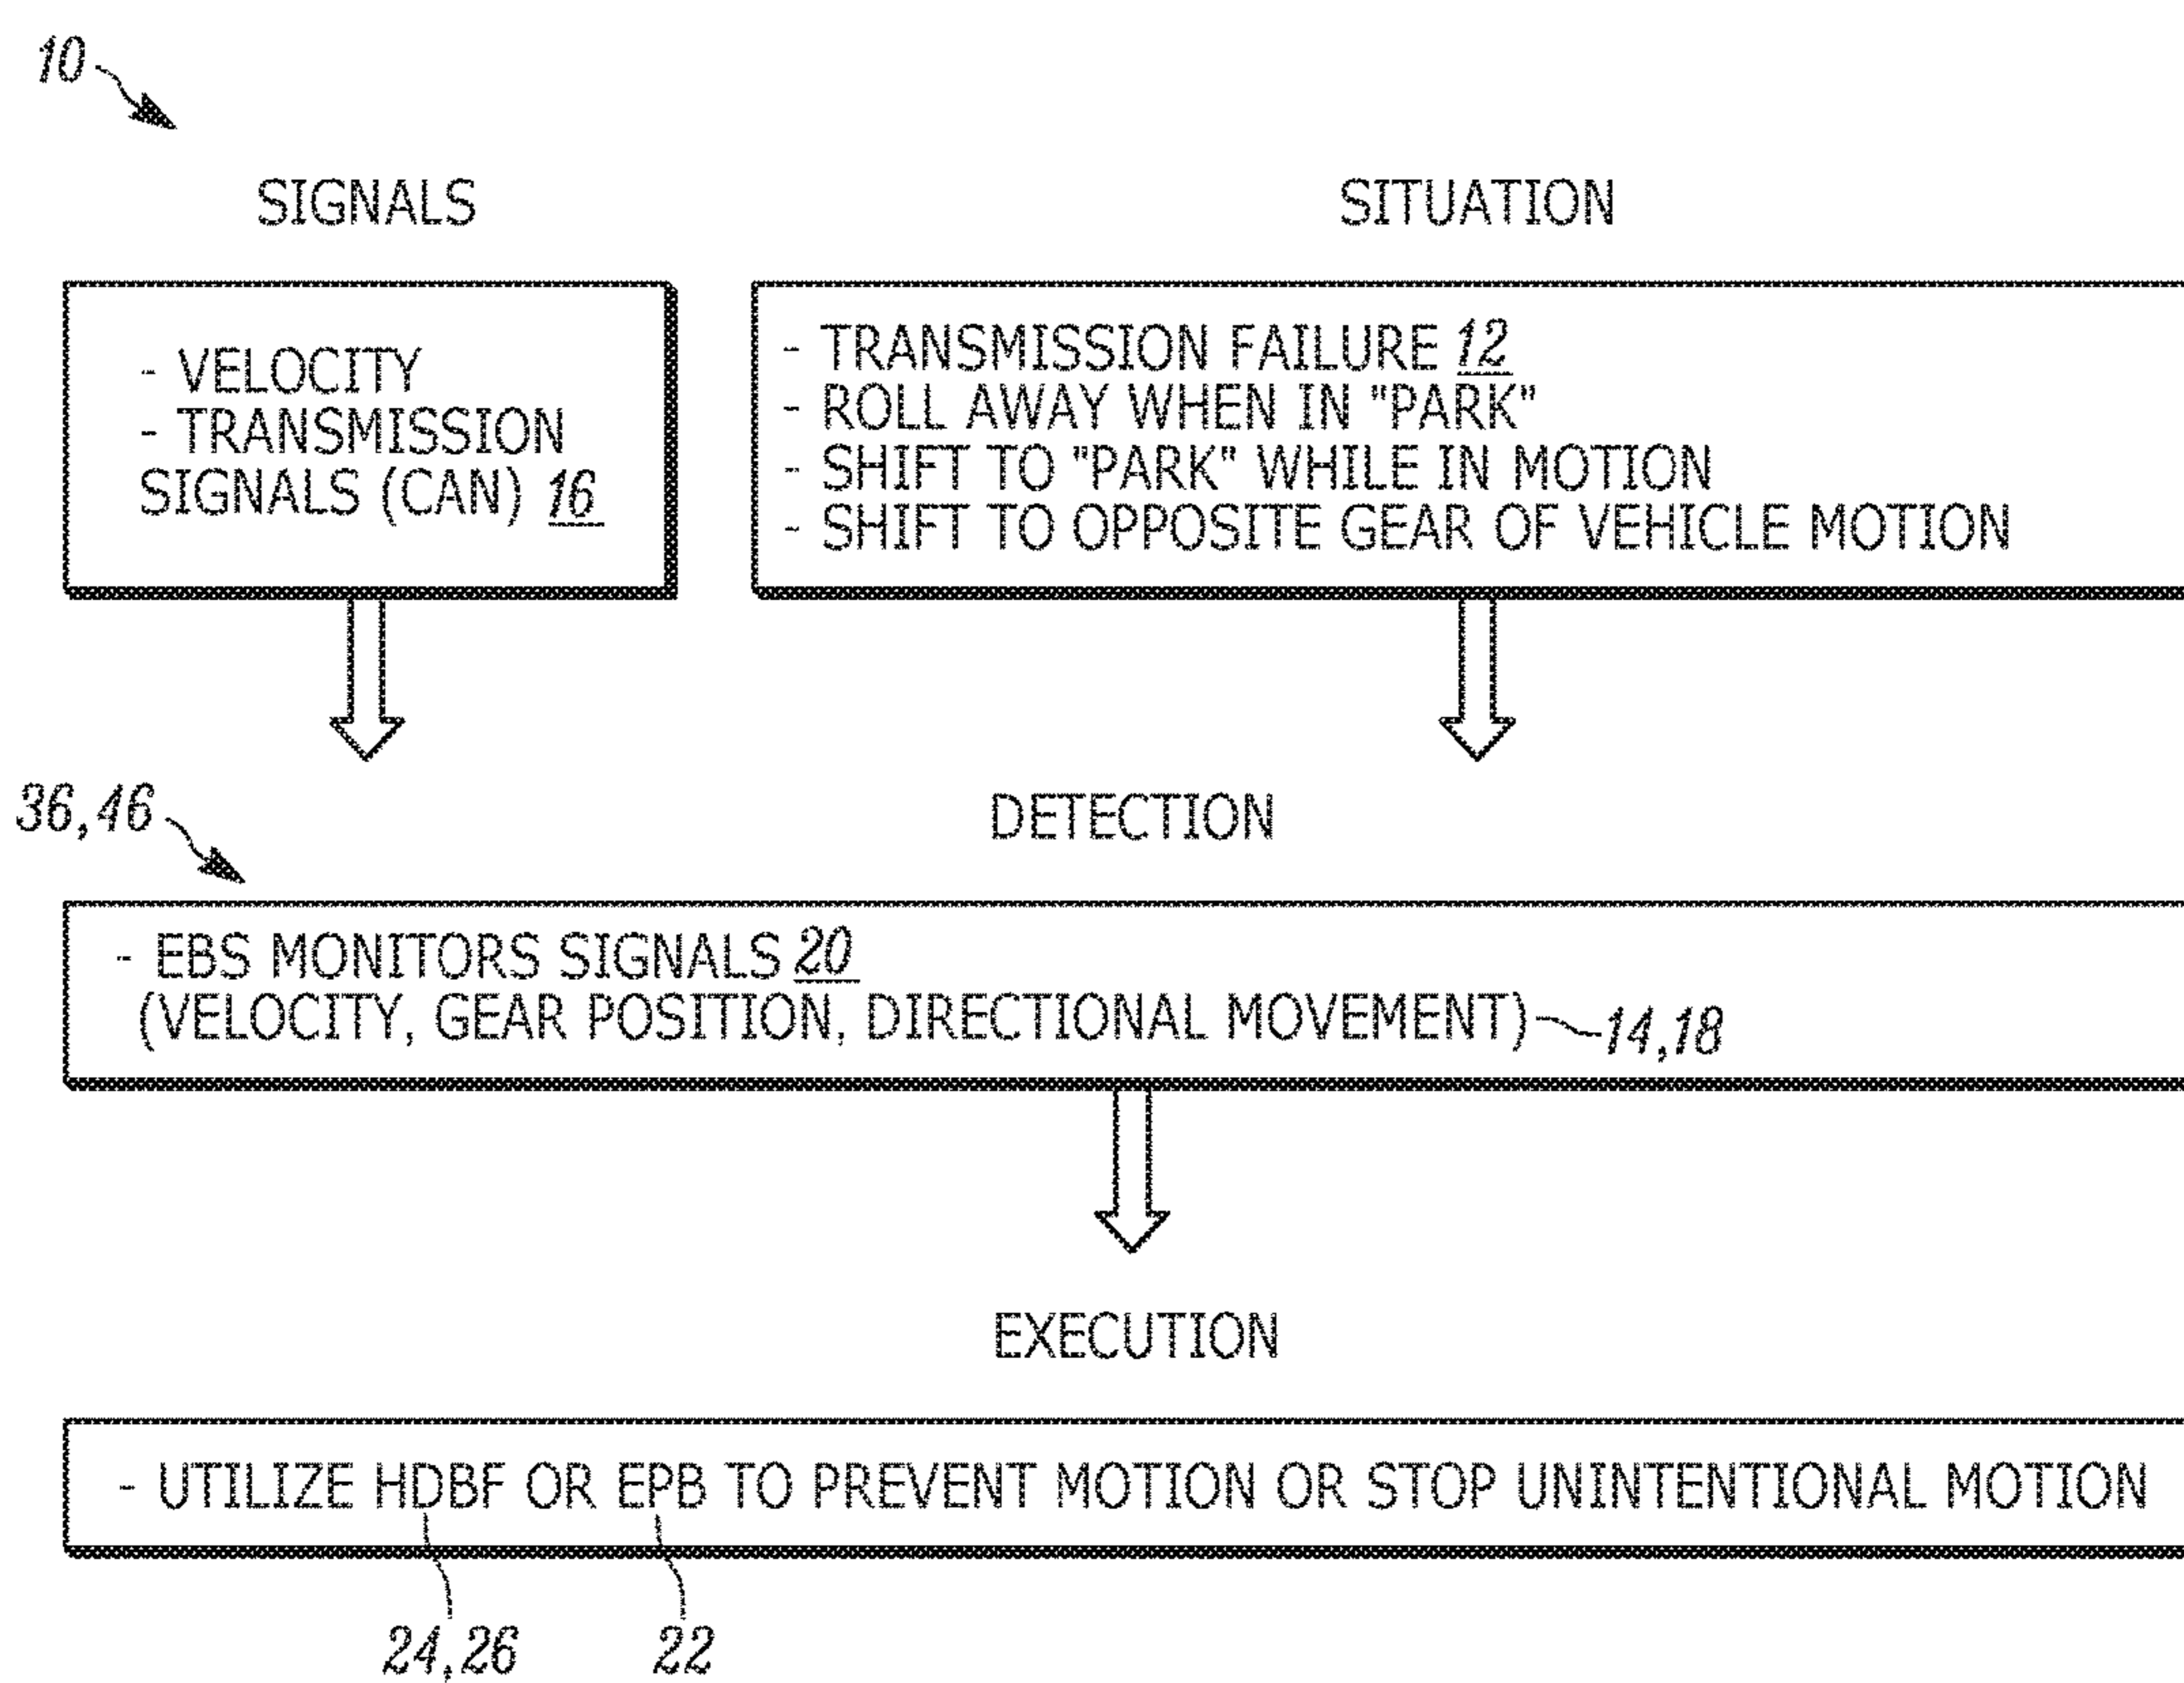 10
SIGNALS
SITUATION
- VELOCITY
- TRANSMISSION
SIGNALS (CAN) 16
- TRANSMISSION FAILURE 12
- ROLL AWAY WHEN IN "PARK"
- SHIFT TO "PARK" WHILE IN MOTION
- SHIFT TO OPPOSITE GEAR OF VEHICLE MOTION
36,46
DETECTION
- EBS MONITORS SIGNALS 20
(VELOCITY, GEAR POSITION, DIRECTIONAL MOVEMENT) 14,18
EXECUTION
- UTILIZE HDBF OR EPB TO PREVENT MOTION OR STOP UNINTENTIONAL MOTION
24,26 22